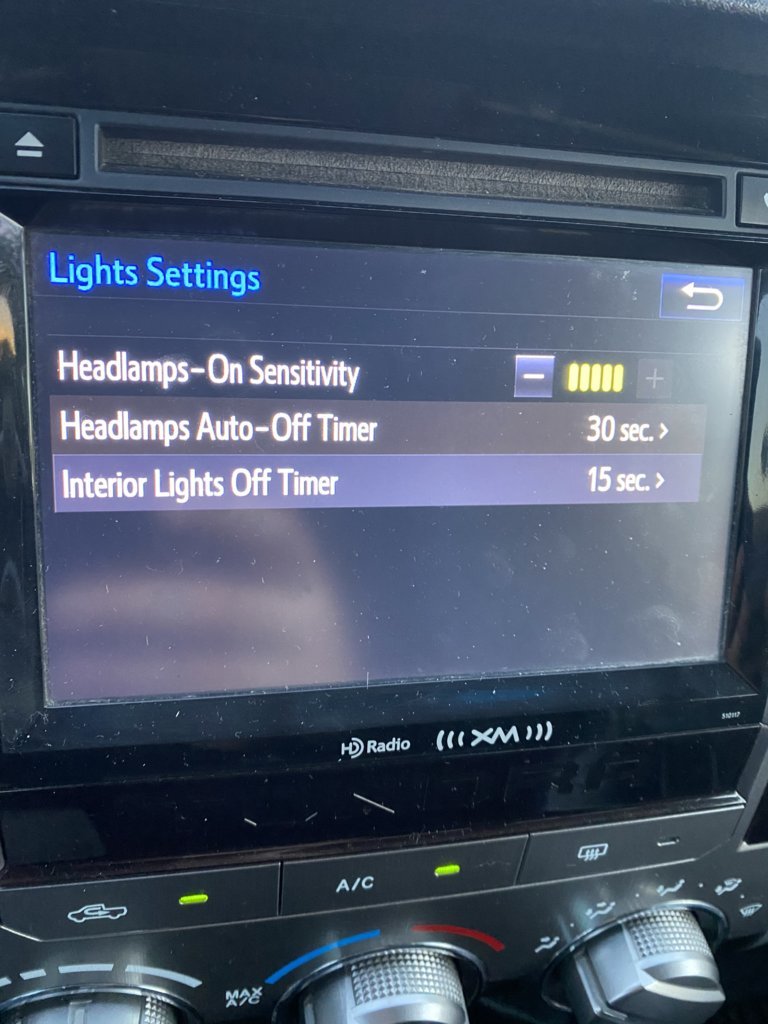 Lights Settings
Headlamps-On Sensitivity
Headlamps Auto-Off Timer 30 sec.
Interior Lights Off Timer 15 sec.
510117
HD Radio XM
A/C
MAX A/C